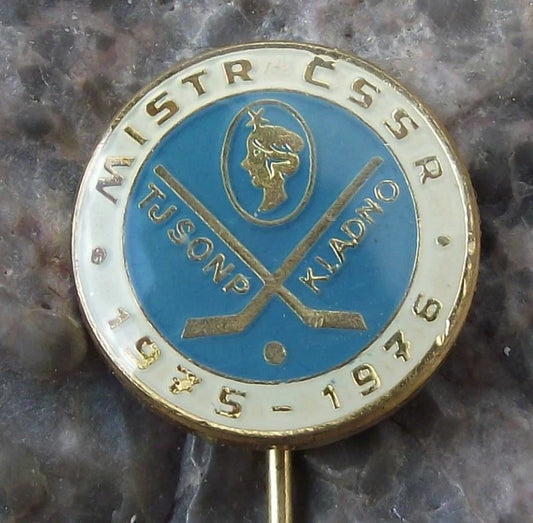 MISTR ČSSR
TJ SONP
KLADNO
1975 - 1976